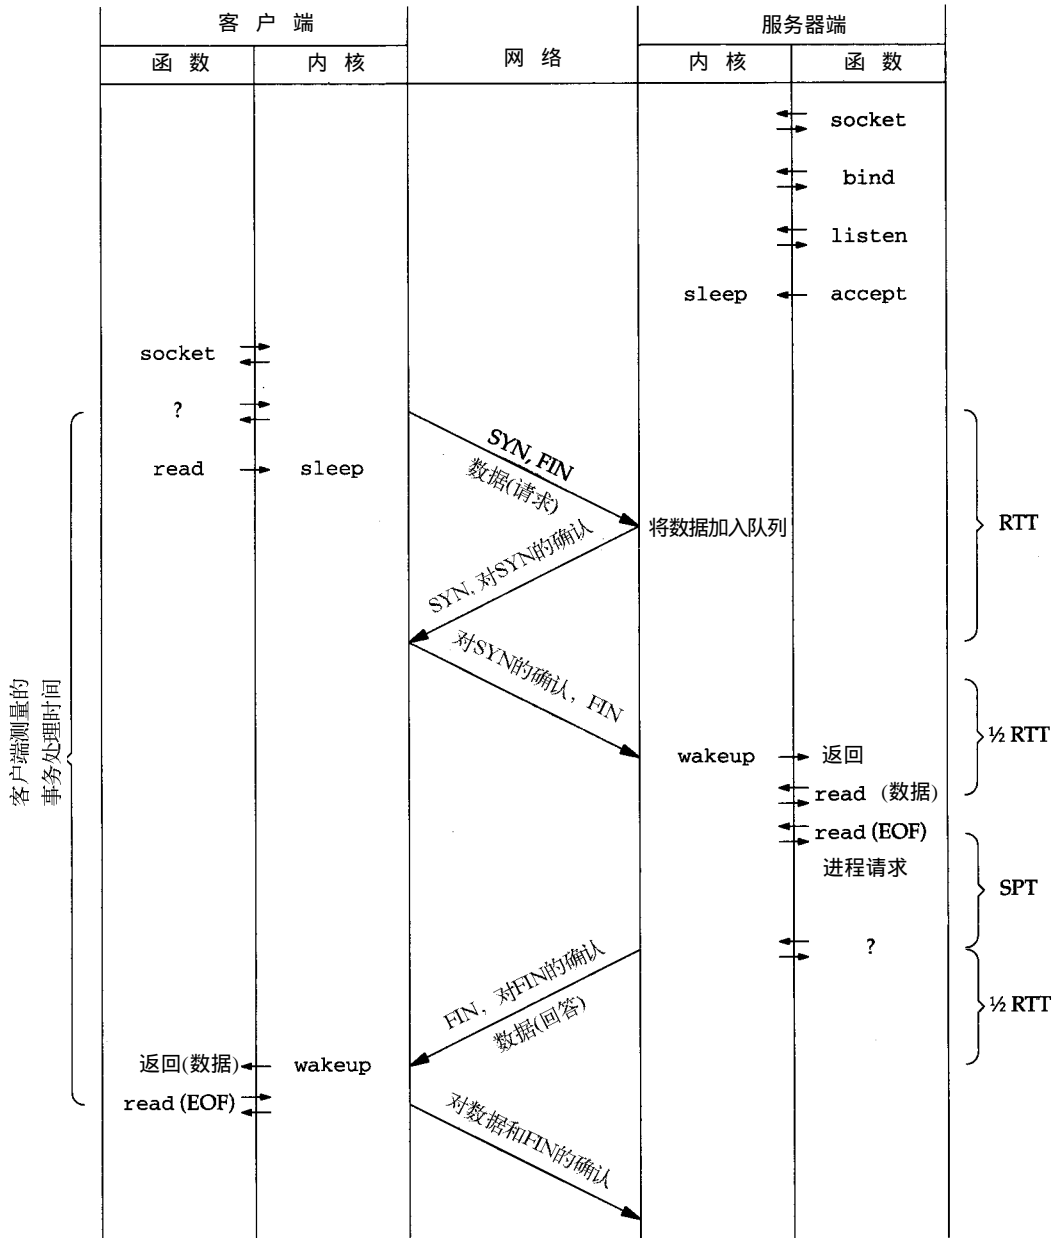 客 户 端
服务器端
函 数
内 核
网 络
内 核
函 数
socket
bind
listen
sleep
accept
socket
?
read
sleep
SYN, FIN
数据(请求)
将数据加入队列
RTT
SYN, 对SYN的确认
对SYN的确认，FIN
客户端测量的
事务处理时间
½ RTT
wakeup
返回
read (数据)
read (EOF)
进程请求
SPT
?
FIN，对FIN的确认
数据(回答)
½ RTT
返回(数据)
wakeup
read (EOF)
对数据和FIN的确认